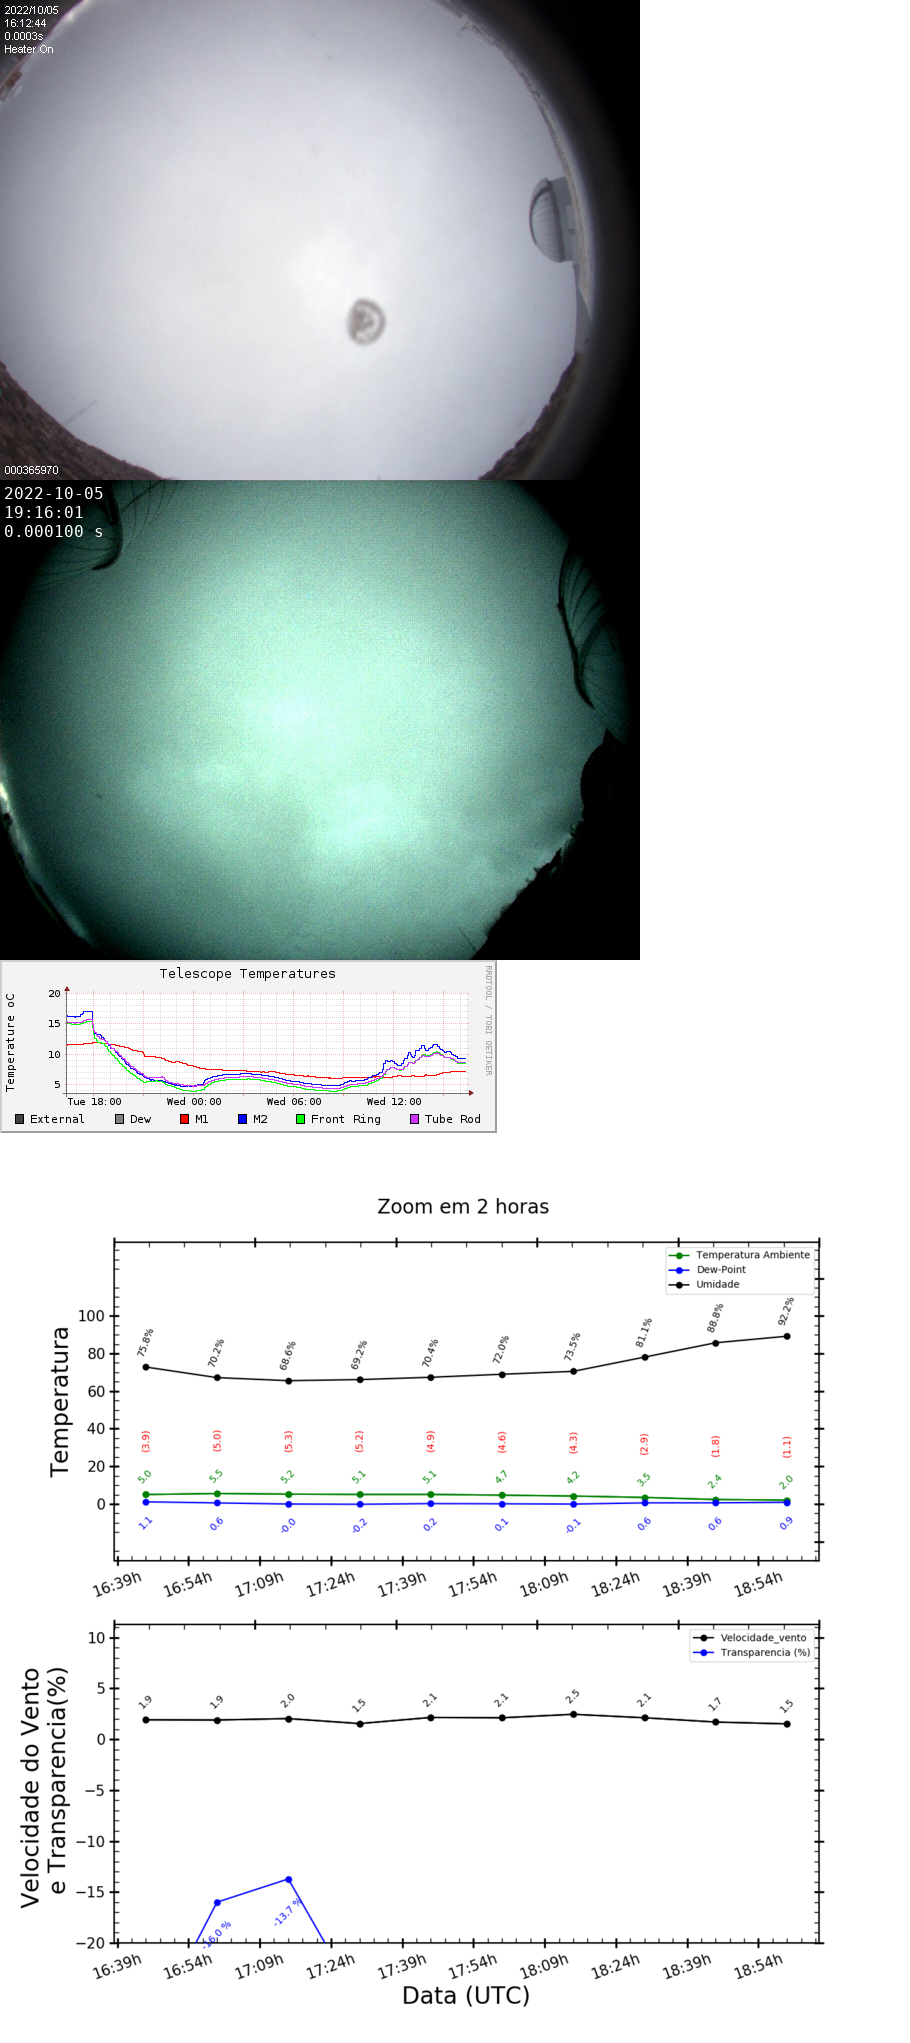 2022/10/05
16:12:44
0.0003s
Heater On
000365970
2022-10-05
19:16:01
0.000100 s
Telescope Temperatures
RRDTOOL / TOBI OETIKER
Temperature oC
20
15
10
5
Tue 18:00 Wed 00:00 Wed 06:00 Wed 12:00
External Dew M1 M2 Front Ring Tube Rod
Zoom em 2 horas
Temperatura Ambiente
Dew-Point
Umidade
Temperatura
100
80
60
40
20
0
75.8% 70.2% 68.6% 69.2% 70.4% 72.0% 73.5% 81.1% 88.8% 92.2%
(3.9) (5.0) (5.3) (5.2) (4.9) (4.6) (4.3) (2.9) (1.8) (1.1)
5.0 5.5 5.2 5.1 5.1 4.7 4.2 3.5 2.4 2.0
1.1 0.6 -0.0 -0.2 0.2 0.1 -0.1 0.6 0.6 0.9
16:39h 16:54h 17:09h 17:24h 17:39h 17:54h 18:09h 18:24h 18:39h 18:54h
Velocidade_vento
Transparencia (%)
Velocidade do Vento
e Transparencia(%)
10
5
0
−5
−10
−15
−20
1.9 1.9 2.0 1.5 2.1 2.1 2.5 2.1 1.7 1.5
-16.0 % -13.7 %
16:39h 16:54h 17:09h 17:24h 17:39h 17:54h 18:09h 18:24h 18:39h 18:54h
Data (UTC)